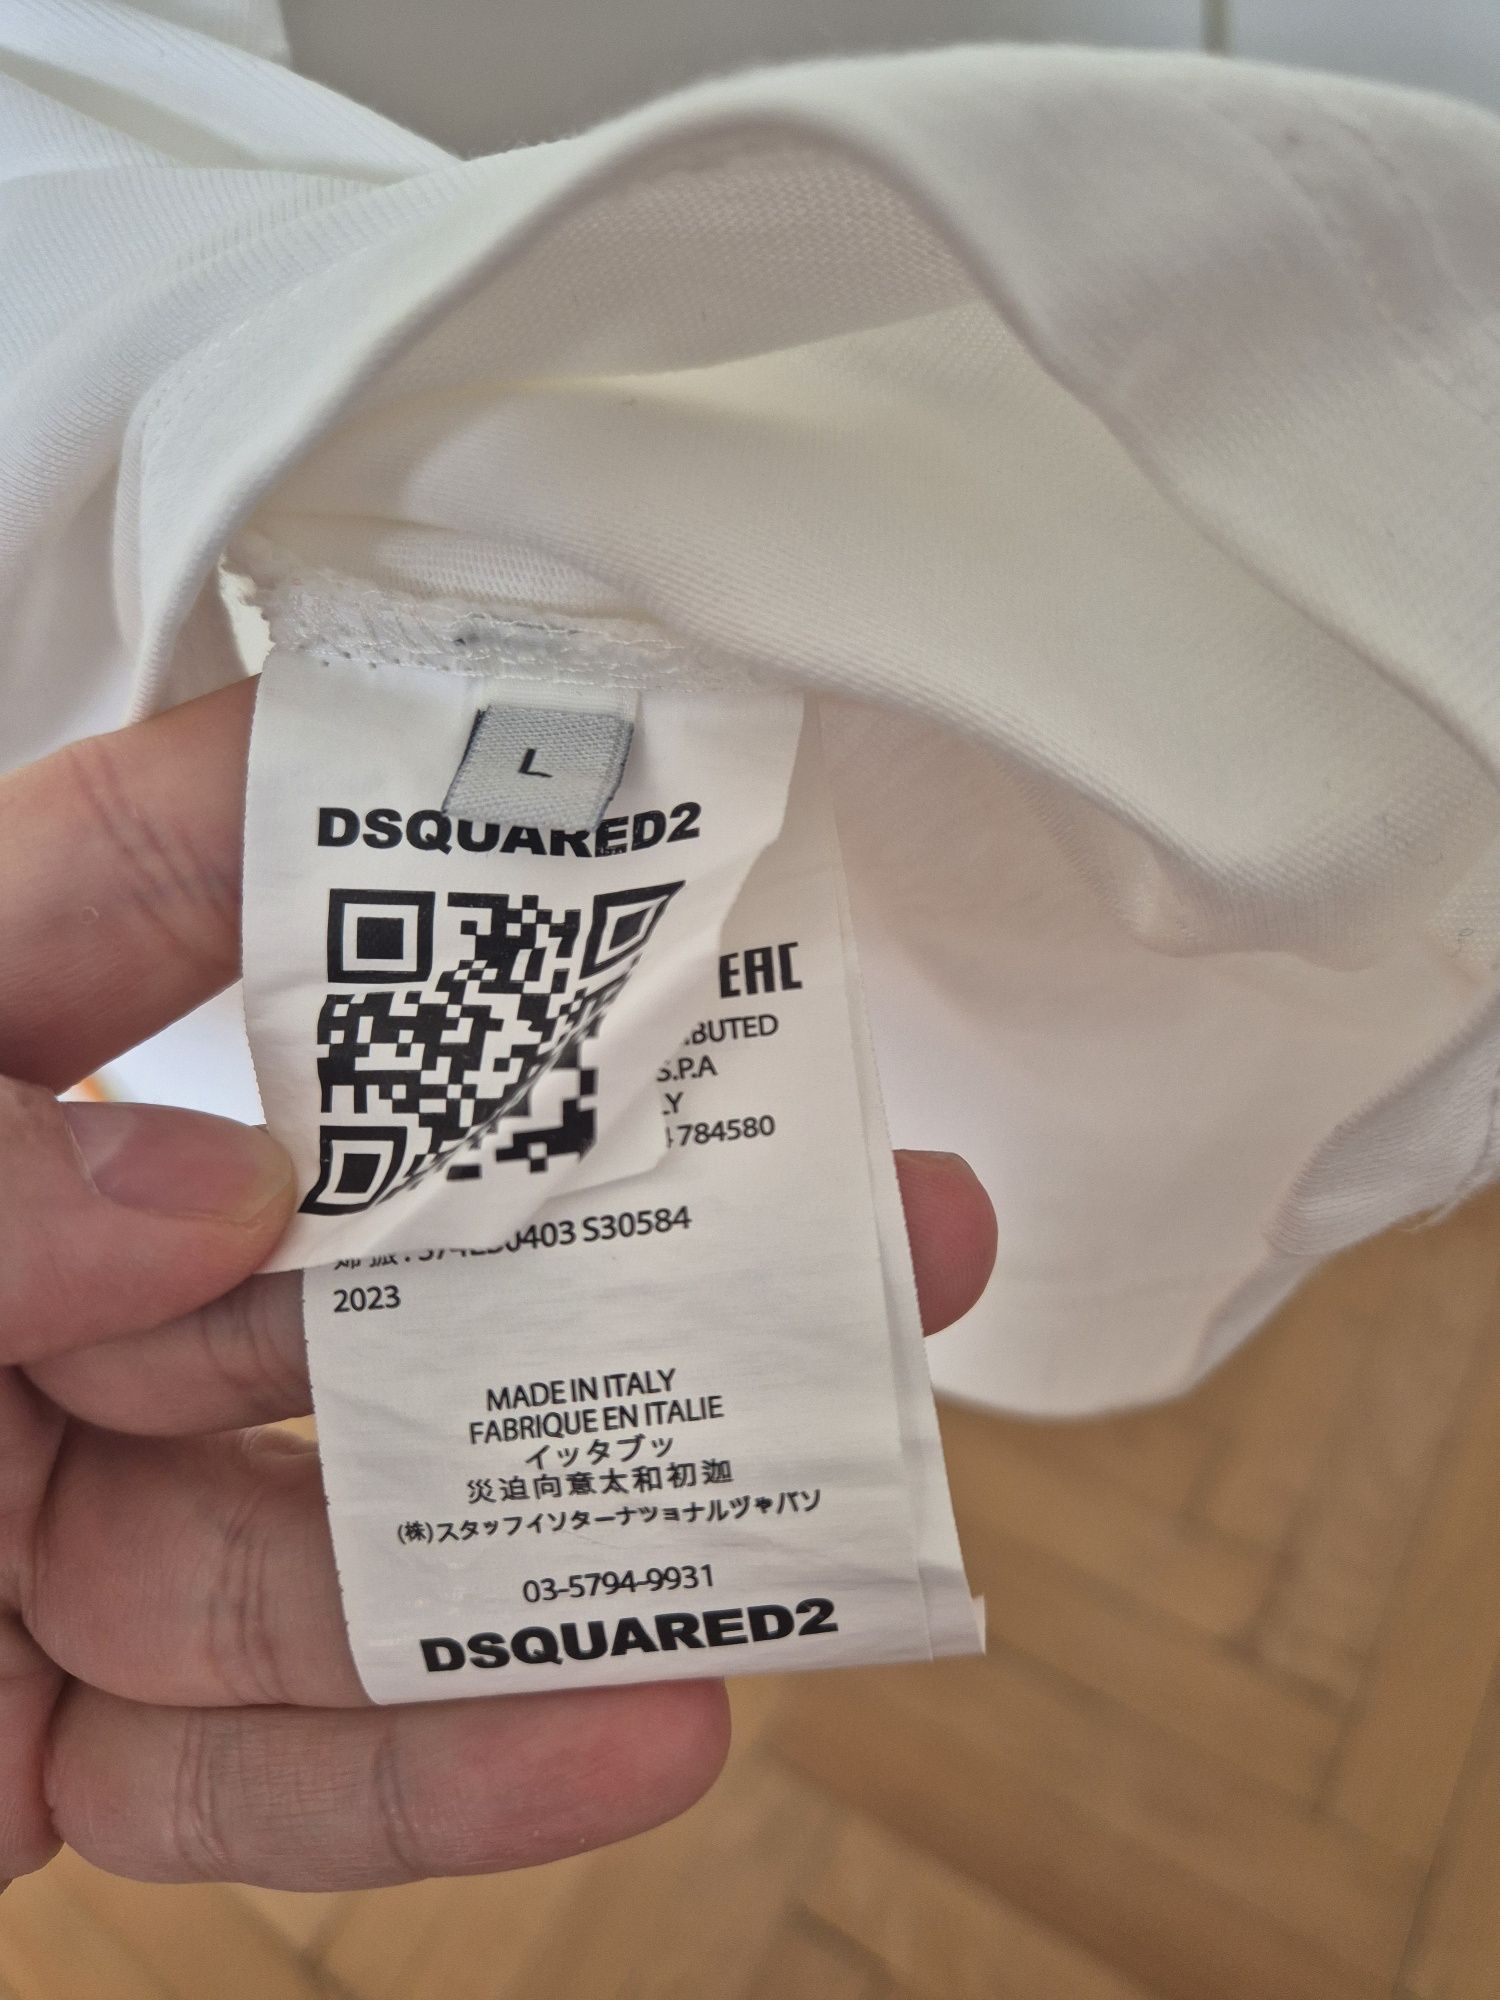 L
DSQUARED2
EAC
BUTED
S.P.A
LY
784580
0403 S30584
2023
MADE IN ITALY
FABRIQUE EN ITALIE
イッタブッ
災迫向意太和初迦
(株)スタッフイソターナツョナルヅャパソ
03-5794-9931
DSQUARED2